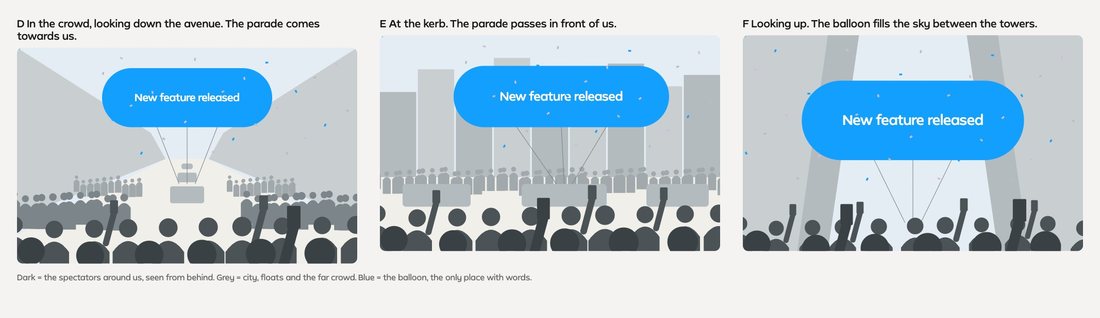 D In the crowd, looking down the avenue. The parade comes
towards us.
New feature released
E At the kerb. The parade passes in front of us.
New feature released
F Looking up. The balloon fills the sky between the towers.
New feature released
Dark = the spectators around us, seen from behind. Grey = city, floats and the far crowd. Blue = the balloon, the only place with words.